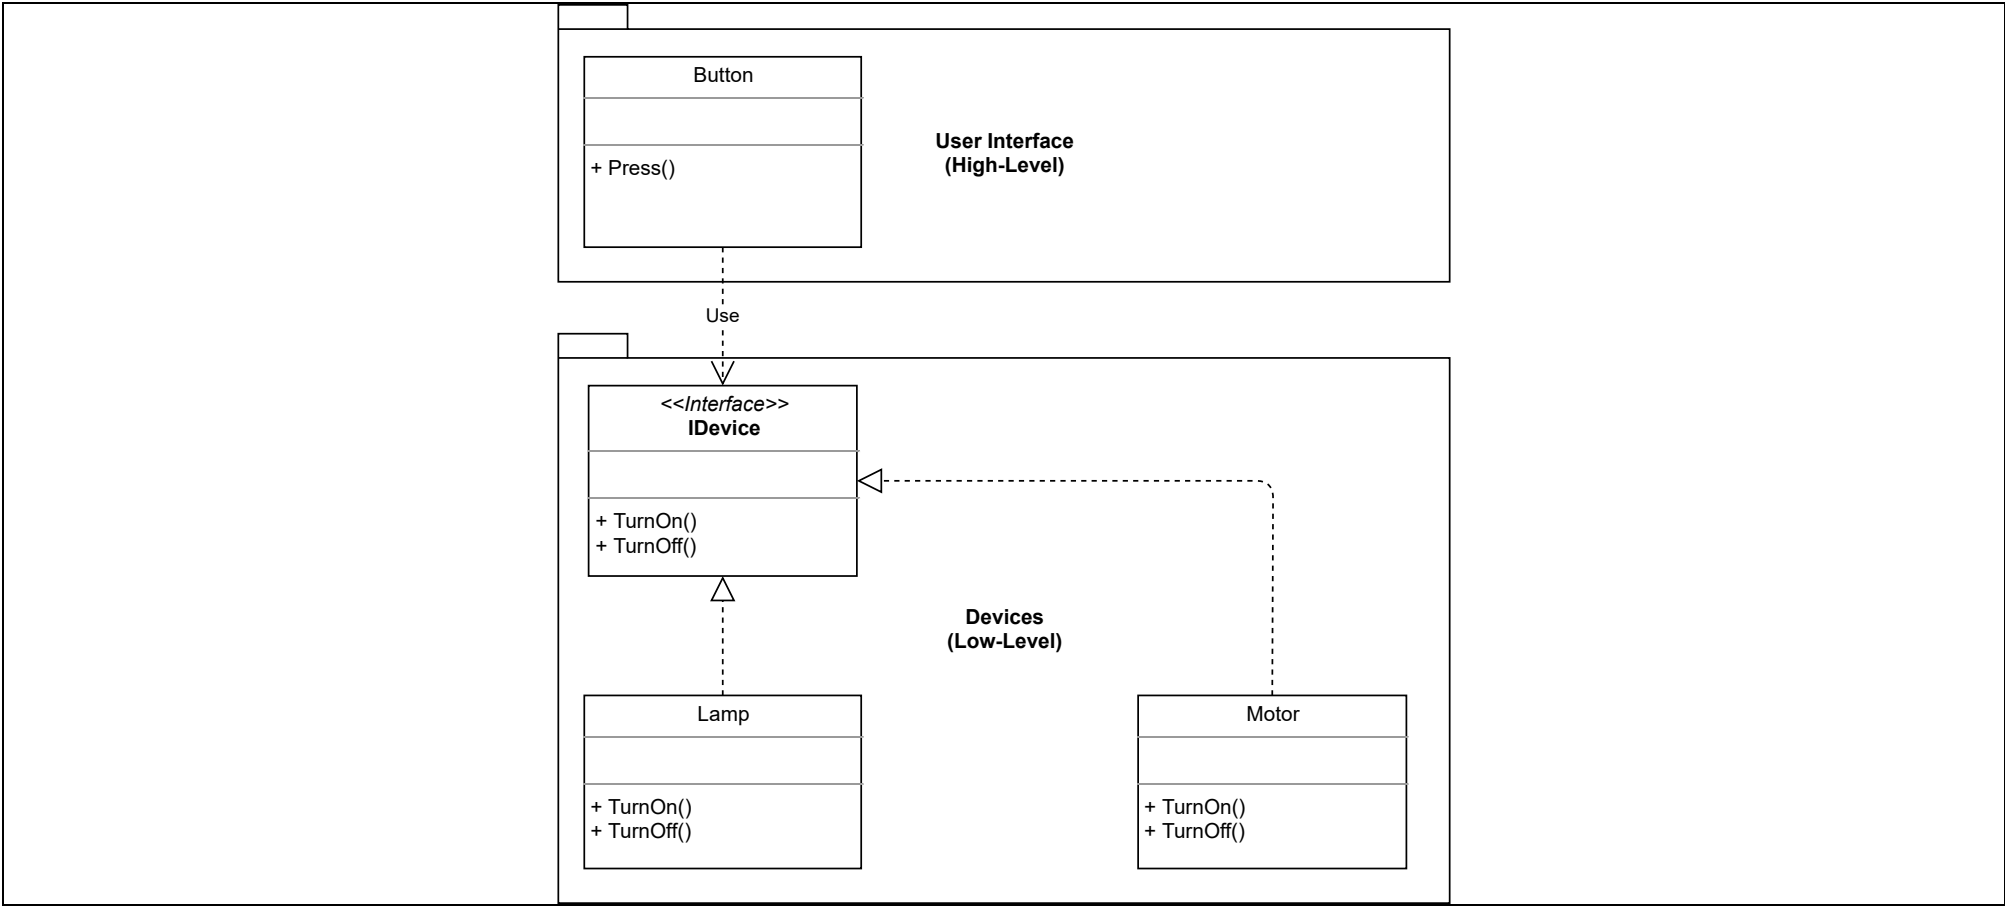 Button
+ Press()
User Interface
(High-Level)
Use
<<Interface>>
IDevice
+ TurnOn()
+ TurnOff()
Devices
(Low-Level)
Lamp
+ TurnOn()
+ TurnOff()
Motor
+ TurnOn()
+ TurnOff()